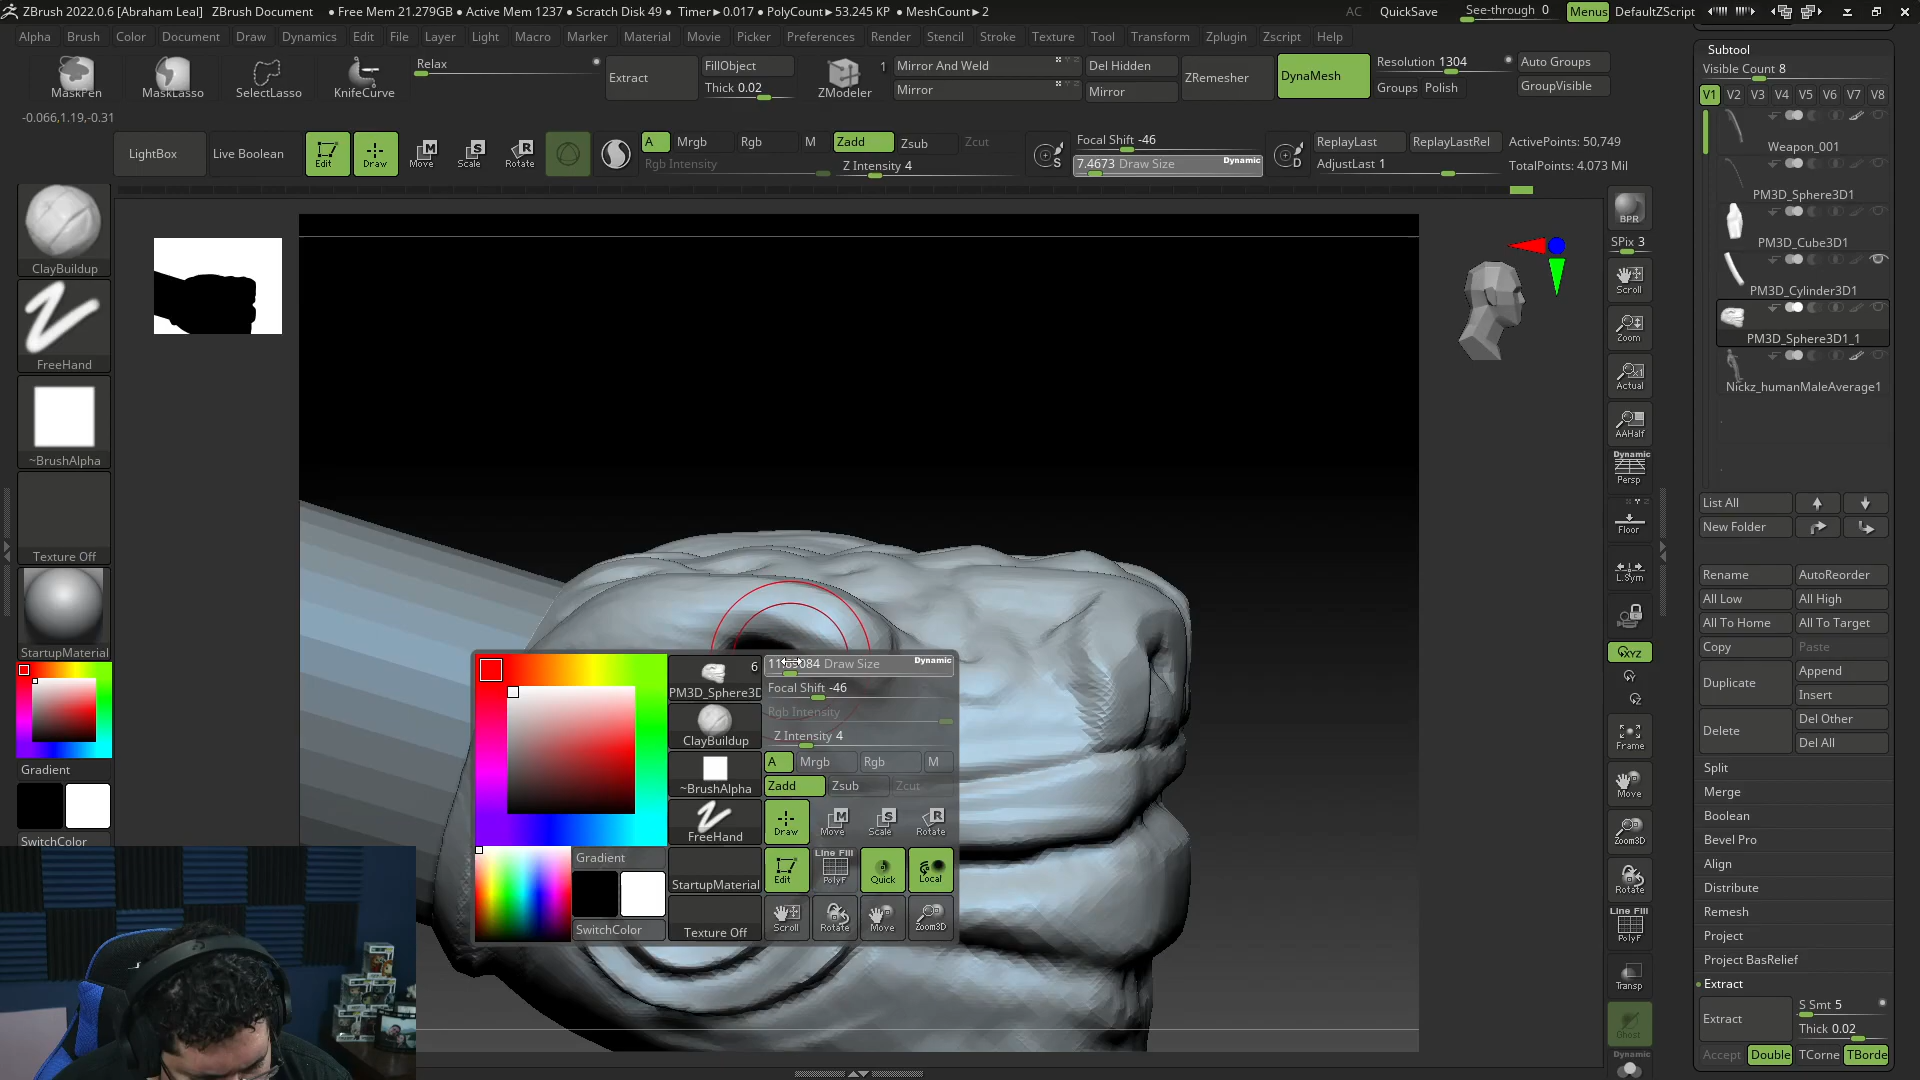 ZBrush 2022.0.6 [Abraham Leal] ZBrush Document • Free Mem 21.279GB • Active Mem 1237 • Scratch Disk 49 • Timer►0.017 • PolyCount►53.245 KP • MeshCount►2 AC QuickSave See-through 0 Menus DefaultZScript
Alpha Brush Color Document Draw Dynamics Edit File Layer Light Macro Marker Material Movie Picker Preferences Render Stencil Stroke Texture Tool Transform Zplugin Zscript Help
MaskPen MaskLasso SelectLasso KnifeCurve
Relax
Extract
FillObject
Thick 0.02
ZModeler 1
Mirror And Weld
Mirror
Del Hidden
Mirror
ZRemesher
DynaMesh
Resolution 1304
Groups Polish
Auto Groups
GroupVisible
-0.066,1.19,-0.31
LightBox Live Boolean Edit Draw Move Scale Rotate
A Mrgb Rgb M Zadd Zsub Zcut
Rgb Intensity Z Intensity 4
S
Focal Shift -46
7.4673 Draw Size Dynamic
D
ReplayLast ReplayLastRel
AdjustLast 1
ActivePoints: 50,749
TotalPoints: 4.073 Mil
ClayBuildup
FreeHand
~BrushAlpha
Texture Off
StartupMaterial
Gradient
SwitchColor
PM3D_Sphere3D 6
ClayBuildup
~BrushAlpha
FreeHand
StartupMaterial
Texture Off
Gradient
SwitchColor
Draw Size Dynamic
Focal Shift -46
Rgb Intensity
Z Intensity 4
A Mrgb Rgb M
Zadd Zsub Zcut
Draw Move Scale Rotate
Edit Line Fill PolyF Quick Local
Scroll Rotate Move Zoom3D
BPR
SPix 3
Scroll
Zoom
Actual
AAHalf
Dynamic
Persp
Floor
L.Sym
XYZ
Frame
Move
Zoom3D
Rotate
Line Fill
PolyF
Transp
Ghost
Dynamic
Subtool
Visible Count 8
V1 V2 V3 V4 V5 V6 V7 V8
Weapon_001
PM3D_Sphere3D1
PM3D_Cube3D1
PM3D_Cylinder3D1
PM3D_Sphere3D1_1
Nickz_humanMaleAverage1
List All
New Folder
Rename AutoReorder
All Low All High
All To Home All To Target
Copy Paste
Duplicate Append
Insert
Delete Del Other
Del All
Split
Merge
Boolean
Bevel Pro
Align
Distribute
Remesh
Project
Project BasRelief
Extract
Extract S Smt 5
Thick 0.02
Accept Double TCorne TBorde